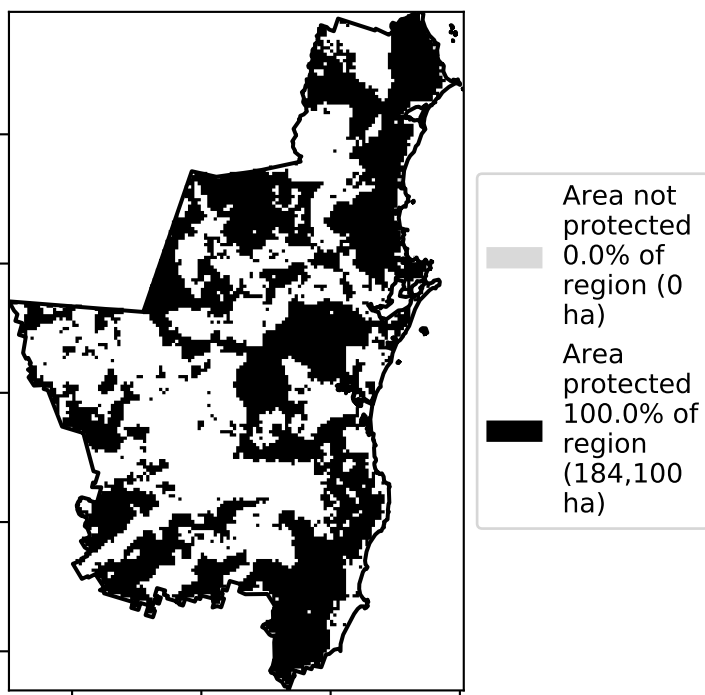 Area not
protected
0.0% of
region (0
ha)
Area
protected
100.0% of
region
(184,100
ha)